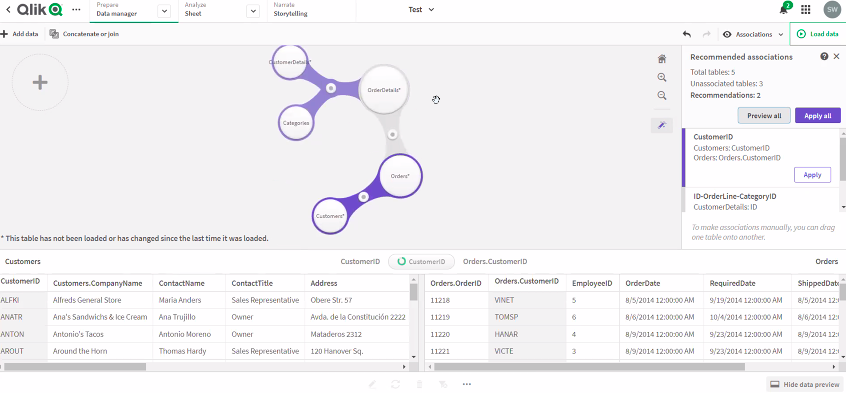 Qlik
Prepare
Data manager
Analyze
Sheet
Narrate
Storytelling
Test
2
SW
Add data
Concatenate or join
Associations
Load data
CustomerDetails*
OrderDetails*
Categories
Orders*
Customers*
* This table has not been loaded or has changed since the last time it was loaded.
Recommended associations
Total tables: 5
Unassociated tables: 3
Recommendations: 2
Preview all
Apply all
CustomerID
Customers: CustomerID
Orders: Orders.CustomerID
Apply
ID-OrderLine-CategoryID
CustomerDetails: ID
To make associations manually, you can drag
one table onto another.
Customers
CustomerID
CustomerID
Orders.CustomerID
Orders
CustomerID Customers.CompanyName ContactName ContactTitle Address
ALFKI Alfreds General Store Maria Anders Sales Representative Obere Str. 57
ANATR Ana's Sandwichs & Ice Cream Ana Trujillo Owner Avda. de la Constitución 2222
ANTON Antonio's Tacos Antonio Moreno Owner Mataderos 2312
AROUT Around the Horn Thomas Hardy Sales Representative 120 Hanover Sq.
Orders.OrderID Orders.CustomerID EmployeeID OrderDate RequiredDate ShippedDate
11218 VINET 5 8/5/2014 12:00:00 AM 9/19/2014 12:00:00 AM 8/5/2014 12:0
11219 TOMSP 6 8/6/2014 12:00:00 AM 10/4/2014 12:00:00 AM 8/6/2014 12:0
11220 HANAR 4 8/9/2014 12:00:00 AM 9/23/2014 12:00:00 AM 8/9/2014 12:0
11221 VICTE 3 8/9/2014 12:00:00 AM 9/23/2014 12:00:00 AM 8/9/2014 12:0
Hide data preview